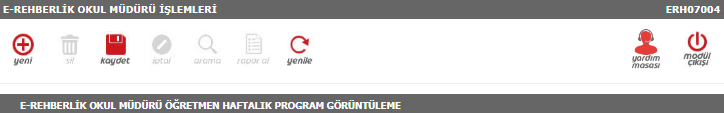 E-REHBERLİK OKUL MÜDÜRÜ İŞLEMLERİ ERH07004
yeni sil kaydet iptal arama rapor al yenile yardım masası modül çıkışı
E-REHBERLİK OKUL MÜDÜRÜ ÖĞRETMEN HAFTALIK PROGRAM GÖRÜNTÜLEME